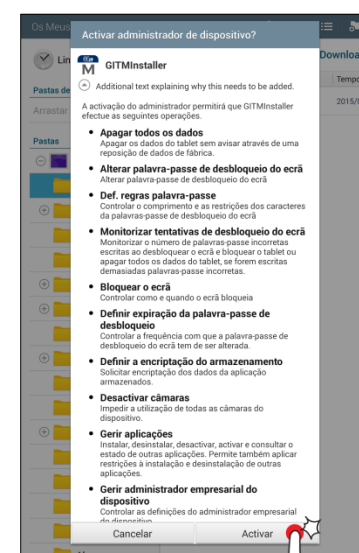 Os Meus
Activar administrador de dispositivo?
Lin
GITMInstaller
M
Downloa
Additional text explaining why this needs to be added.
Tempo
Pastas de
Arrastar
2015/0
A activação do administrador permitirá que GITMInstaller
efectue as seguintes operações.
• Apagar todos os dados
Apagar os dados do tablet sem avisar através de uma
reposição de dados de fábrica.
Pastas
• Alterar palavra-passe de desbloqueio do ecrã
Alterar palavra-passe de desbloqueio do ecrã
• Def. regras palavra-passe
Controlar o comprimento e as restrições dos caracteres
da palavra-passe de desbloqueio do ecrã
• Monitorizar tentativas de desbloqueio do ecrã
Monitorizar o número de palavras-passe incorretas
escritas ao desbloquear o ecrã e bloquear o tablet ou
apagar todos os dados do tablet, se forem escritas
demasiadas palavras-passe incorretas.
• Bloquear o ecrã
Controlar como e quando o ecrã bloqueia
• Definir expiração da palavra-passe de
desbloqueio
Controlar a frequência com que a palavra-passe de
desbloqueio do ecrã tem de ser alterada.
• Definir a encriptação do armazenamento
Solicitar encriptação dos dados da aplicação
armazenados.
• Desactivar câmaras
Impedir a utilização de todas as câmaras do
dispositivo.
• Gerir aplicações
Instalar, desinstalar, desactivar, activar e consultar o
estado de outras aplicações. Permite também aplicar
restrições à instalação e desinstalação de outras
aplicações.
• Gerir administrador empresarial do
dispositivo
Controlar as definições do administrador empresarial
do dispositivo
Cancelar
Activar